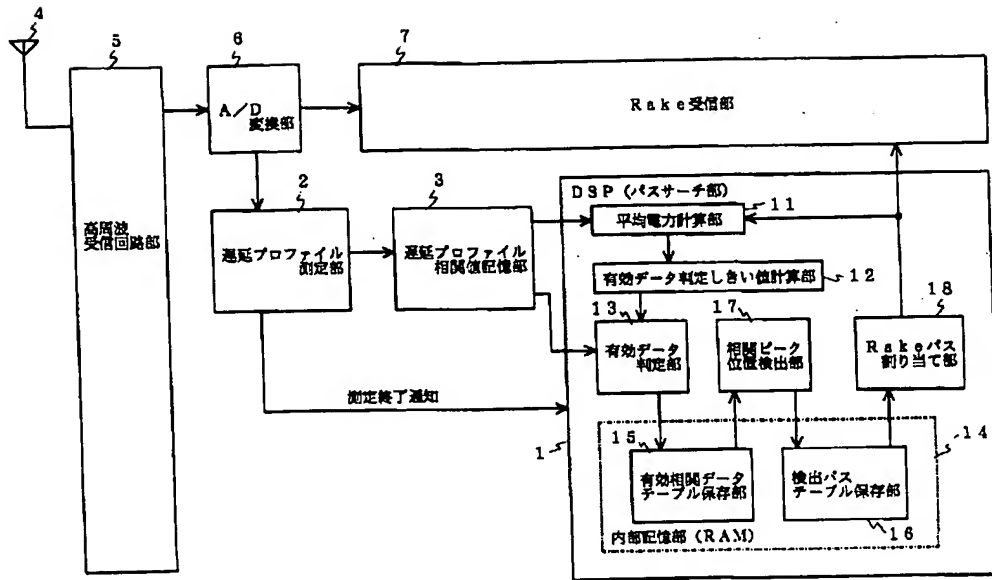 4
5
6
7
A/D
変換部
Rake受信部
高周波
受信回路部
2
3
遅延プロファイル
測定部
遅延プロファイル
相関値記憶部
DSP(パスサーチ部)
11
平均電力計算部
有効データ判定しきい値計算部
12
13
17
18
有効データ
判定部
相関ピーク
位置検出部
Rakeパス
割り当て部
測定終了通知
1
14
15
有効相関データ
テーブル保存部
検出パス
テーブル保存部
内部記憶部(RAM)
16